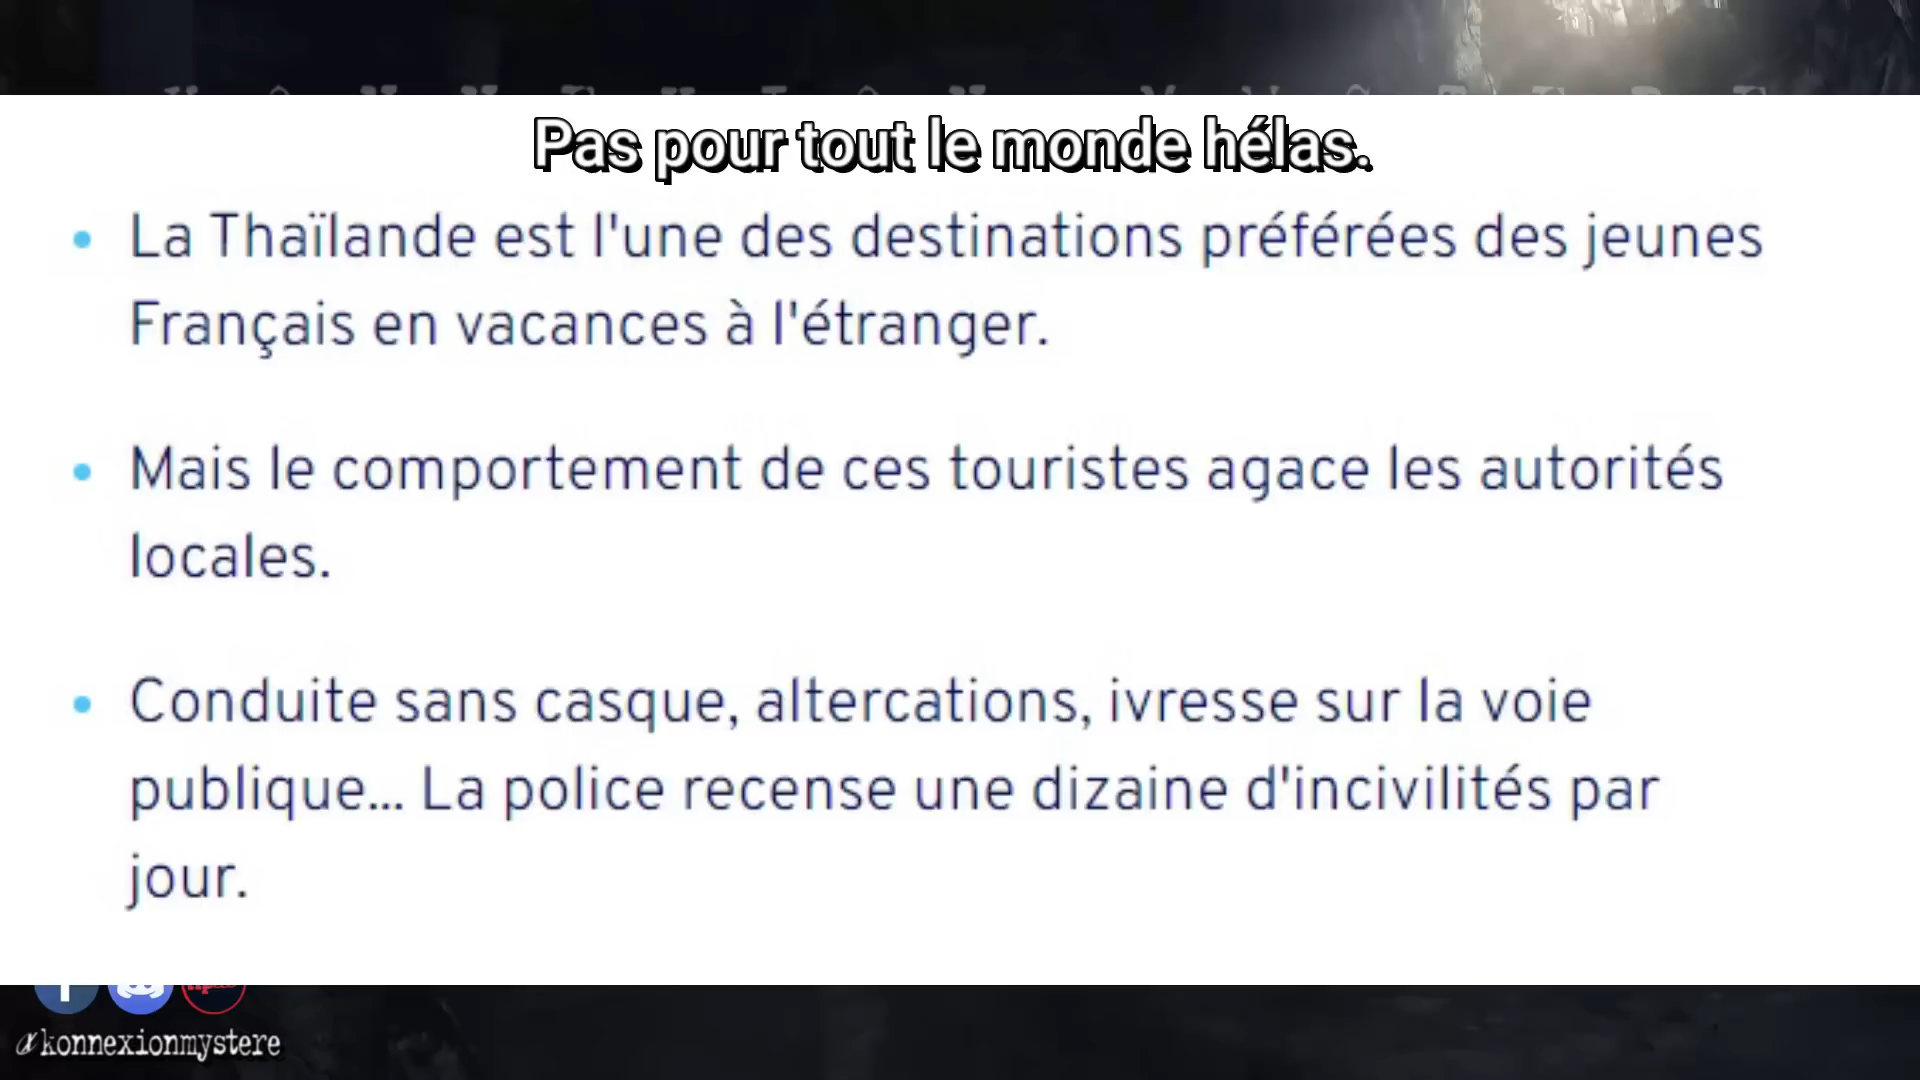 Pas pour tout le monde hélas.
• La Thaïlande est l'une des destinations préférées des jeunes
Français en vacances à l'étranger.
• Mais le comportement de ces touristes agace les autorités
locales.
• Conduite sans casque, altercations, ivresse sur la voie
publique... La police recense une dizaine d'incivilités par
jour.
@konnexionmystere